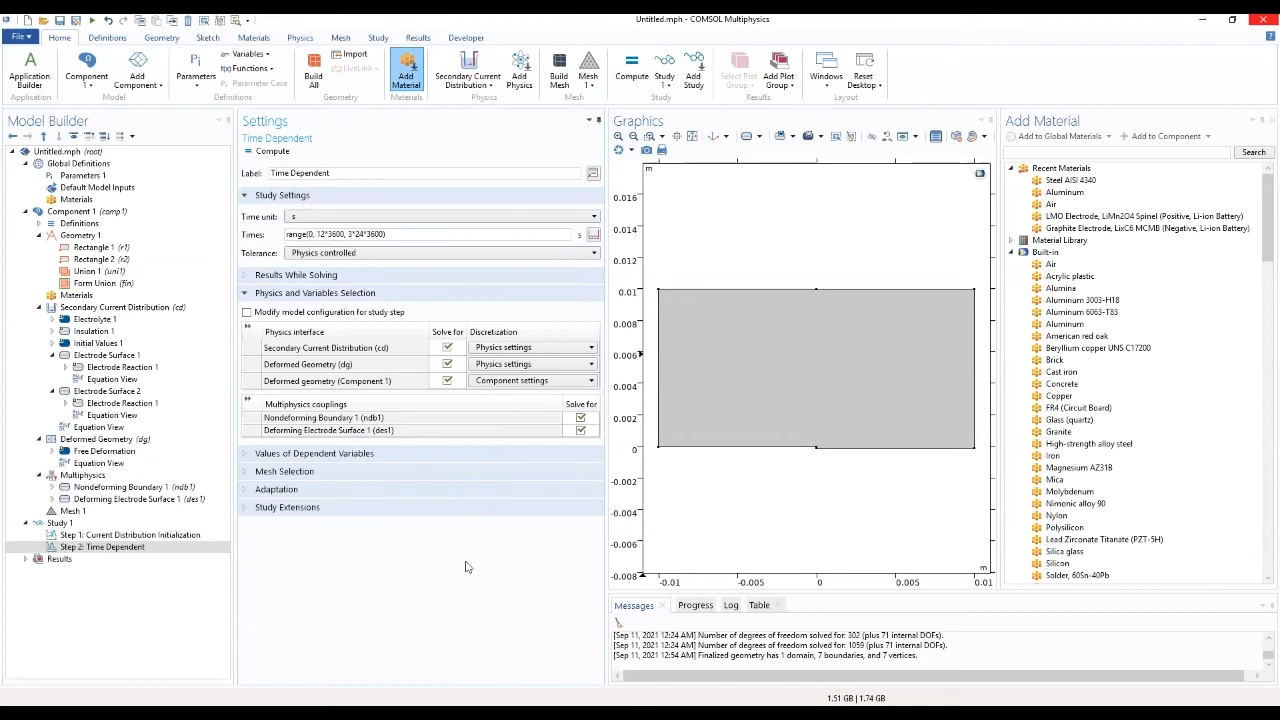 Untitled.mph - COMSOL Multiphysics
File
Home
Definitions
Geometry
Sketch
Materials
Physics
Mesh
Study
Results
Developer
Application Builder
Component 1
Add Component
Parameters
Variables
Functions
Parameter Case
Build All
Import
LiveLink
Add Material
Secondary Current Distribution
Add Physics
Build Mesh
Mesh 1
Compute
Study 1
Add Study
Select Plot Group
Add Plot Group
Windows
Reset Desktop
Application
Model
Definitions
Geometry
Materials
Physics
Mesh
Study
Results
Layout
Model Builder
Untitled.mph (root)
Global Definitions
Parameters 1
Default Model Inputs
Materials
Component 1 (comp1)
Definitions
Geometry 1
Rectangle 1 (r1)
Rectangle 2 (r2)
Union 1 (uni1)
Form Union (fin)
Materials
Secondary Current Distribution (cd)
Electrolyte 1
Insulation 1
Initial Values 1
Electrode Surface 1
Electrode Reaction 1
Equation View
Electrode Surface 2
Electrode Reaction 1
Equation View
Equation View
Deformed Geometry (dg)
Free Deformation
Equation View
Multiphysics
Nondeforming Boundary 1 (ndb1)
Deforming Electrode Surface 1 (des1)
Mesh 1
Study 1
Step 1: Current Distribution Initialization
Step 2: Time Dependent
Results
Settings
Time Dependent
Compute
Label: Time Dependent
Study Settings
Time unit: s
Times: range(0, 12*3600, 3*24*3600) s
Tolerance: Physics controlled
Results While Solving
Physics and Variables Selection
Modify model configuration for study step
Physics interface Solve for Discretization
Secondary Current Distribution (cd) Physics settings
Deformed Geometry (dg) Physics settings
Deformed geometry (Component 1) Component settings
Multiphysics couplings Solve for
Nondeforming Boundary 1 (ndb1)
Deforming Electrode Surface 1 (des1)
Values of Dependent Variables
Mesh Selection
Adaptation
Study Extensions
Graphics
m
0.016
0.014
0.012
0.01
0.008
0.006
0.004
0.002
0
-0.002
-0.004
-0.006
-0.008
m
-0.01 -0.005 0 0.005 0.01
Messages
Progress
Log
Table
[Sep 11, 2021 12:24 AM] Number of degrees of freedom solved for: 302 (plus 71 internal DOFs).
[Sep 11, 2021 12:24 AM] Number of degrees of freedom solved for: 1059 (plus 71 internal DOFs).
[Sep 11, 2021 12:54 AM] Finalized geometry has 1 domain, 7 boundaries, and 7 vertices.
Add Material
Add to Global Materials
Add to Component
Search
Recent Materials
Steel AISI 4340
Aluminum
Air
LMO Electrode, LiMn2O4 Spinel (Positive, Li-ion Battery)
Graphite Electrode, LixC6 MCMB (Negative, Li-ion Battery)
Material Library
Built-in
Air
Acrylic plastic
Alumina
Aluminum 3003-H18
Aluminum 6063-T83
Aluminum
American red oak
Beryllium copper UNS C17200
Brick
Cast iron
Concrete
Copper
FR4 (Circuit Board)
Glass (quartz)
Granite
High-strength alloy steel
Iron
Magnesium AZ31B
Mica
Molybdenum
Nimonic alloy 90
Nylon
Polysilicon
Lead Zirconate Titanate (PZT-5H)
Silica glass
Silicon
Solder, 60Sn-40Pb
1.51 GB | 1.74 GB